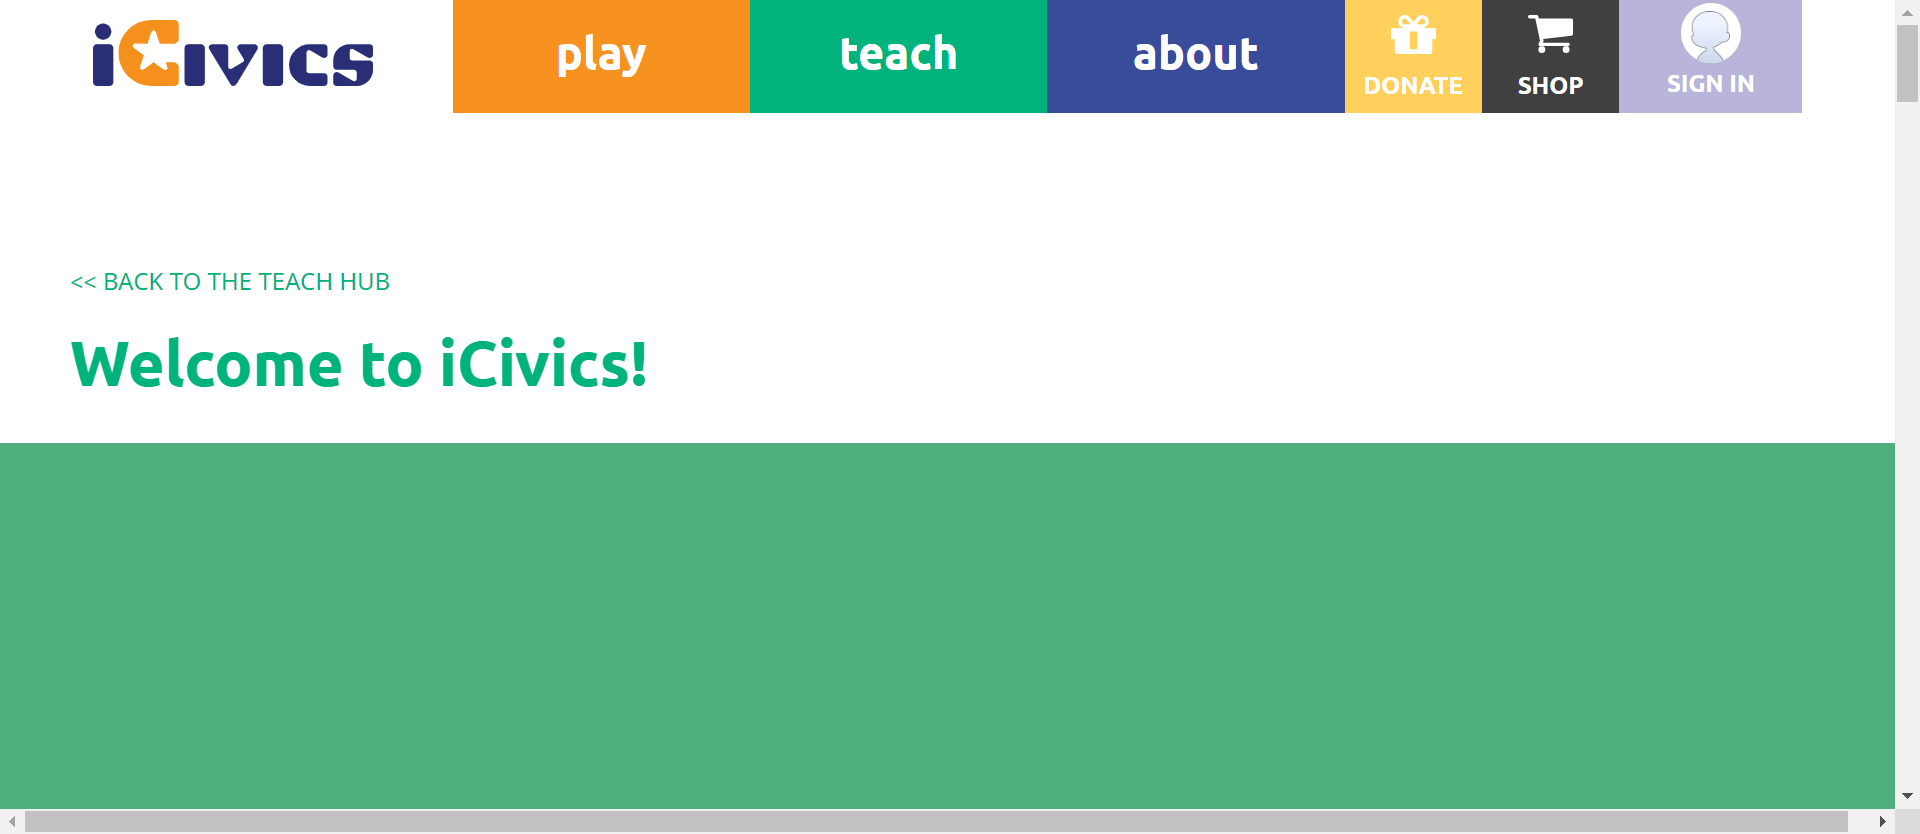 iCivics
play
teach
about
DONATE
SHOP
SIGN IN
<< BACK TO THE TEACH HUB
Welcome to iCivics!